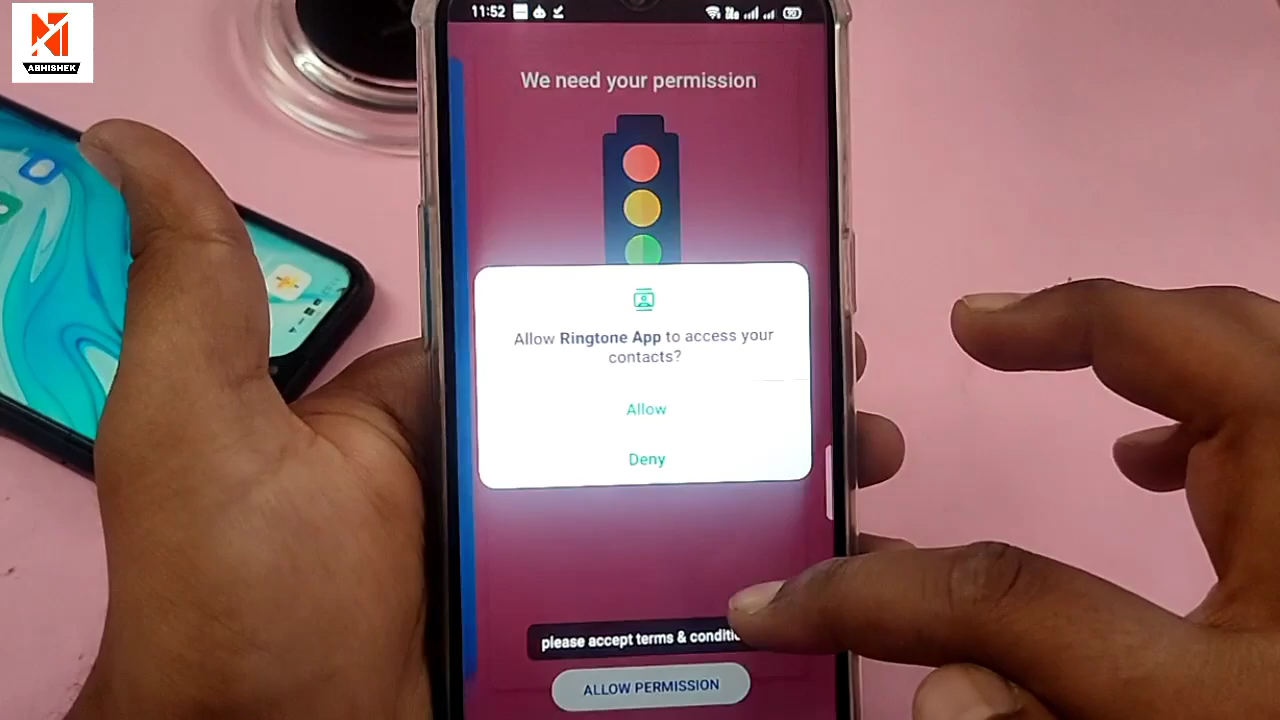 ABHISHEK
11:52
We need your permission
Allow Ringtone App to access your
contacts?
Allow
Deny
please accept terms &
ALLOW PERMISSION